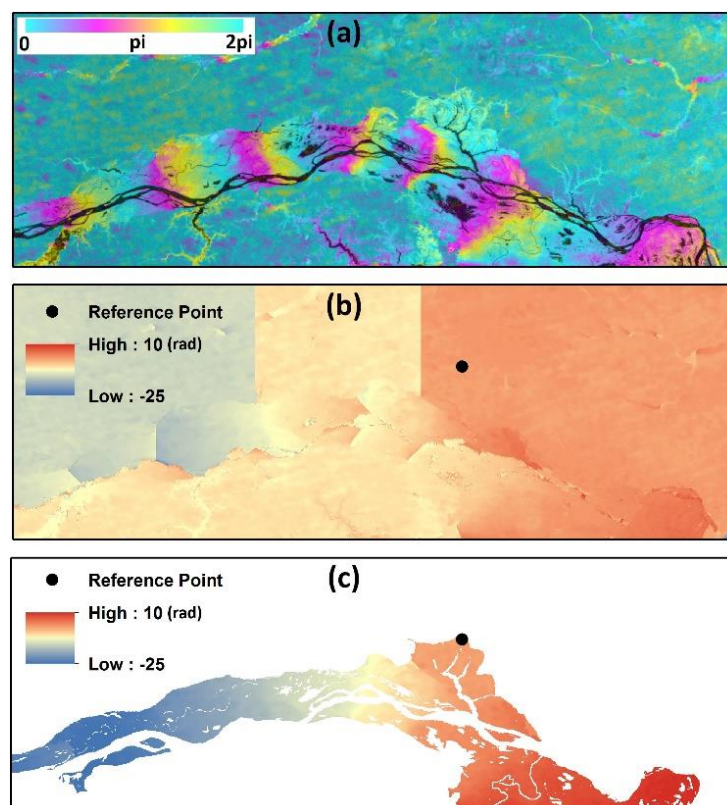 (a)
0 pi 2pi
(b)
Reference Point
High : 10 (rad)
Low : -25
(c)
Reference Point
High : 10 (rad)
Low : -25